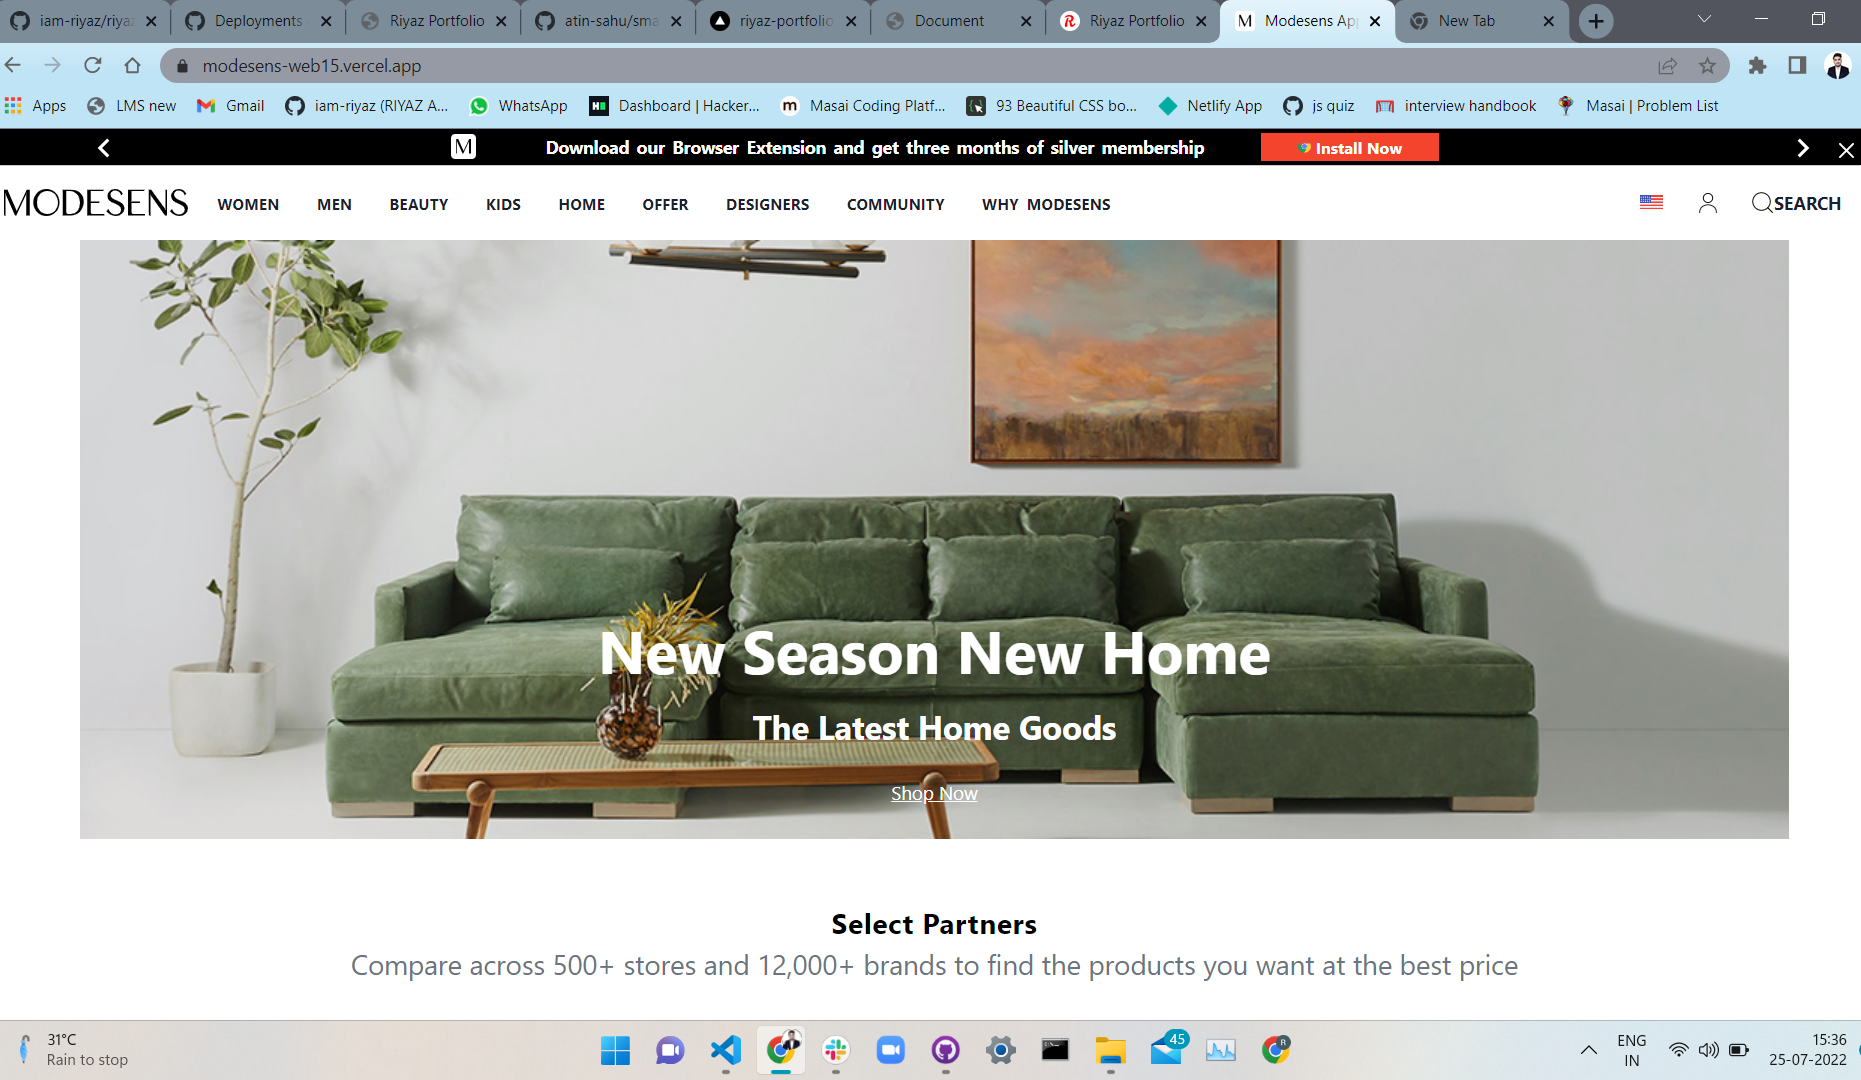 iam-riyaz/riyaz
Deployments
Riyaz Portfolio
atin-sahu/sma
riyaz-portfolio
Document
Riyaz Portfolio
M
Modesens Ap
New Tab
modesens-web15.vercel.app
Apps
LMS new
Gmail
iam-riyaz (RIYAZ A...
WhatsApp
Dashboard | Hacker...
m
Masai Coding Platf...
93 Beautiful CSS bo...
Netlify App
js quiz
interview handbook
Masai | Problem List
M
Download our Browser Extension and get three months of silver membership
Install Now
MODESENS
WOMEN
MEN
BEAUTY
KIDS
HOME
OFFER
DESIGNERS
COMMUNITY
WHY MODESENS
SEARCH
New Season New Home
The Latest Home Goods
Shop Now
Select Partners
Compare across 500+ stores and 12,000+ brands to find the products you want at the best price
31°C
Rain to stop
45
R
ENG
IN
15:36
25-07-2022